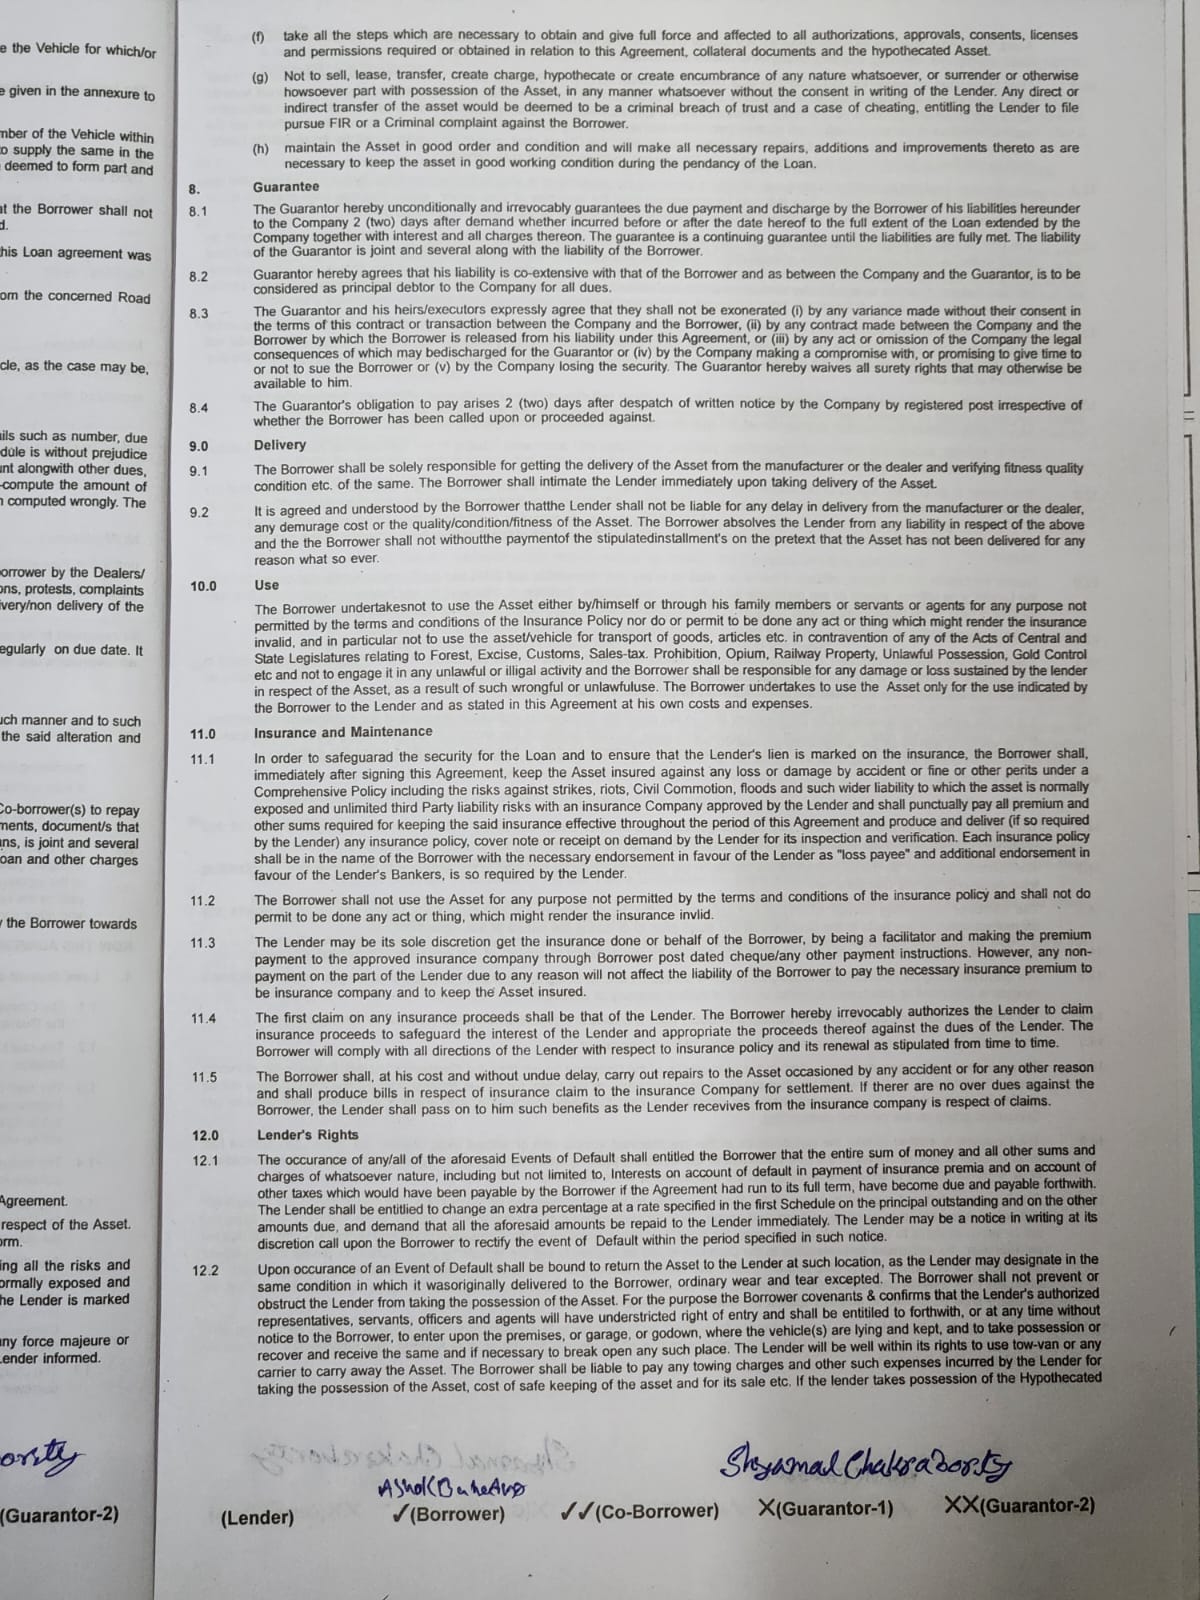 e the Vehicle for which/or
e given in the annexure to
mber of the Vehicle within
to supply the same in the
deemed to form part and
at the Borrower shall not
d.
his Loan agreement was
om the concerned Road
cle, as the case may be,
ails such as number, due
dule is without prejudice
unt alongwith other dues,
-compute the amount of
n computed wrongly. The
orrower by the Dealers/
ons, protests, complaints
ivery/non delivery of the
egularly on due date. It
uch manner and to such
the said alteration and
Co-borrower(s) to repay
ments, document/s that
ans, is joint and several
oan and other charges
y the Borrower towards
Agreement.
respect of the Asset.
orm.
ing all the risks and
ormally exposed and
he Lender is marked
any force majeure or
Lender informed.
(Guarantor-2)
(f) take all the steps which are necessary to obtain and give full force and affected to all authorizations, approvals, consents, licenses
and permissions required or obtained in relation to this Agreement, collateral documents and the hypothecated Asset.
(g) Not to sell, lease, transfer, create charge, hypothecate or create encumbrance of any nature whatsoever, or surrender or otherwise
howsoever part with possession of the Asset, in any manner whatsoever without the consent in writing of the Lender. Any direct or
indirect transfer of the asset would be deemed to be a criminal breach of trust and a case of cheating, entitling the Lender to file
pursue FIR or a Criminal complaint against the Borrower.
(h) maintain the Asset in good order and condition and will make all necessary repairs, additions and improvements thereto as are
necessary to keep the asset in good working condition during the pendancy of the Loan.
8. Guarantee
8.1 The Guarantor hereby unconditionally and irrevocably guarantees the due payment and discharge by the Borrower of his liabilities hereunder
to the Company 2 (two) days after demand whether incurred before or after the date hereof to the full extent of the Loan extended by the
Company together with interest and all charges thereon. The guarantee is a continuing guarantee until the liabilities are fully met. The liability
of the Guarantor is joint and several along with the liability of the Borrower.
8.2 Guarantor hereby agrees that his liability is co-extensive with that of the Borrower and as between the Company and the Guarantor, is to be
considered as principal debtor to the Company for all dues.
8.3 The Guarantor and his heirs/executors expressly agree that they shall not be exonerated (i) by any variance made without their consent in
the terms of this contract or transaction between the Company and the Borrower, (ii) by any contract made between the Company and the
Borrower by which the Borrower is released from his liability under this Agreement, or (iii) by any act or omission of the Company the legal
consequences of which may bedischarged for the Guarantor or (iv) by the Company making a compromise with, or promising to give time to
or not to sue the Borrower or (v) by the Company losing the security. The Guarantor hereby waives all surety rights that may otherwise be
available to him.
8.4 The Guarantor's obligation to pay arises 2 (two) days after despatch of written notice by the Company by registered post irrespective of
whether the Borrower has been called upon or proceeded against.
9.0 Delivery
9.1 The Borrower shall be solely responsible for getting the delivery of the Asset from the manufacturer or the dealer and verifying fitness quality
condition etc. of the same. The Borrower shall intimate the Lender immediately upon taking delivery of the Asset.
9.2 It is agreed and understood by the Borrower thatthe Lender shall not be liable for any delay in delivery from the manufacturer or the dealer,
any demurage cost or the quality/condition/fitness of the Asset. The Borrower absolves the Lender from any liability in respect of the above
and the the Borrower shall not withoutthe paymentof the stipulatedinstallment's on the pretext that the Asset has not been delivered for any
reason what so ever.
10.0 Use
The Borrower undertakesnot to use the Asset either by/himself or through his family members or servants or agents for any purpose not
permitted by the terms and conditions of the Insurance Policy nor do or permit to be done any act or thing which might render the insurance
invalid, and in particular not to use the asset/vehicle for transport of goods, articles etc. in contravention of any of the Acts of Central and
State Legislatures relating to Forest, Excise, Customs, Sales-tax. Prohibition, Opium, Railway Property, Unlawful Possession, Gold Control
etc and not to engage it in any unlawful or illigal activity and the Borrower shall be responsible for any damage or loss sustained by the lender
in respect of the Asset, as a result of such wrongful or unlawfuluse. The Borrower undertakes to use the Asset only for the use indicated by
the Borrower to the Lender and as stated in this Agreement at his own costs and expenses.
11.0 Insurance and Maintenance
11.1 In order to safeguarad the security for the Loan and to ensure that the Lender's lien is marked on the insurance, the Borrower shall,
immediately after signing this Agreement, keep the Asset insured against any loss or damage by accident or fine or other perits under a
Comprehensive Policy including the risks against strikes, riots, Civil Commotion, floods and such wider liability to which the asset is normally
exposed and unlimited third Party liability risks with an insurance Company approved by the Lender and shall punctually pay all premium and
other sums required for keeping the said insurance effective throughout the period of this Agreement and produce and deliver (if so required
by the Lender) any insurance policy, cover note or receipt on demand by the Lender for its inspection and verification. Each insurance policy
shall be in the name of the Borrower with the necessary endorsement in favour of the Lender as "loss payee" and additional endorsement in
favour of the Lender's Bankers, is so required by the Lender.
11.2 The Borrower shall not use the Asset for any purpose not permitted by the terms and conditions of the insurance policy and shall not do
permit to be done any act or thing, which might render the insurance invlid.
11.3 The Lender may be its sole discretion get the insurance done or behalf of the Borrower, by being a facilitator and making the premium
payment to the approved insurance company through Borrower post dated cheque/any other payment instructions. However, any non-
payment on the part of the Lender due to any reason will not affect the liability of the Borrower to pay the necessary insurance premium to
be insurance company and to keep the Asset insured.
11.4 The first claim on any insurance proceeds shall be that of the Lender. The Borrower hereby irrevocably authorizes the Lender to claim
insurance proceeds to safeguard the interest of the Lender and appropriate the proceeds thereof against the dues of the Lender. The
Borrower will comply with all directions of the Lender with respect to insurance policy and its renewal as stipulated from time to time.
11.5 The Borrower shall, at his cost and without undue delay, carry out repairs to the Asset occasioned by any accident or for any other reason
and shall produce bills in respect of insurance claim to the insurance Company for settlement. If therer are no over dues against the
Borrower, the Lender shall pass on to him such benefits as the Lender recevives from the insurance company is respect of claims.
12.0 Lender's Rights
12.1 The occurance of any/all of the aforesaid Events of Default shall entitled the Borrower that the entire sum of money and all other sums and
charges of whatsoever nature, including but not limited to, Interests on account of default in payment of insurance premia and on account of
other taxes which would have been payable by the Borrower if the Agreement had run to its full term, have become due and payable forthwith.
The Lender shall be entitlied to change an extra percentage at a rate specified in the first Schedule on the principal outstanding and on the other
amounts due, and demand that all the aforesaid amounts be repaid to the Lender immediately. The Lender may be a notice in writing at its
discretion call upon the Borrower to rectify the event of Default within the period specified in such notice.
12.2 Upon occurance of an Event of Default shall be bound to return the Asset to the Lender at such location, as the Lender may designate in the
same condition in which it wasoriginally delivered to the Borrower, ordinary wear and tear excepted. The Borrower shall not prevent or
obstruct the Lender from taking the possession of the Asset. For the purpose the Borrower covenants & confirms that the Lender's authorized
representatives, servants, officers and agents will have understricted right of entry and shall be entitiled to forthwith, or at any time without
notice to the Borrower, to enter upon the premises, or garage, or godown, where the vehicle(s) are lying and kept, and to take possession or
recover and receive the same and if necessary to break open any such place. The Lender will be well within its rights to use tow-van or any
carrier to carry away the Asset. The Borrower shall be liable to pay any towing charges and other such expenses incurred by the Lender for
taking the possession of the Asset, cost of safe keeping of the asset and for its sale etc. If the lender takes possession of the Hypothecated
Shyamal Chakraborty
(Lender) ✓(Borrower) ✓✓(Co-Borrower) X(Guarantor-1) XX(Guarantor-2)